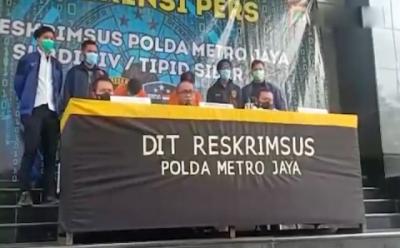 ENSI PERS
RESKRIMSUS POLDA METRO JAYA
SUBDIT IV / TIPID SIBER
DIT RESKRIMSUS
POLDA METRO JAYA